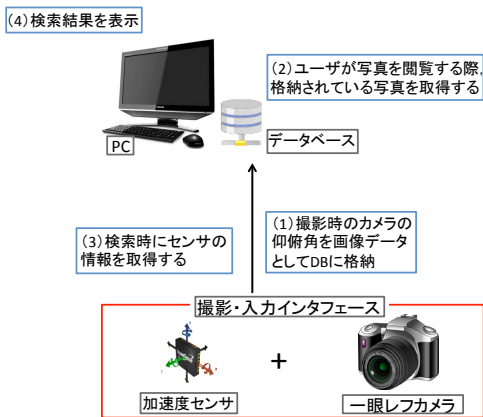 (4)検索結果を表示
(2)ユーザが写真を閲覧する際,
格納されている写真を取得する
PC
データベース
(3)検索時にセンサの
情報を取得する
(1)撮影時のカメラの
仰俯角を画像データ
としてDBに格納
撮影・入力インタフェース
+
加速度センサ
一眼レフカメラ